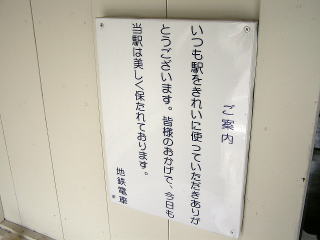 ご案内
いつも駅をきれいに使っていただきありが
とうございます。皆様のおかげで、今日も
当駅は美しく保たれております。
地鉄電車